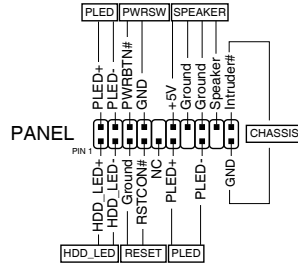 PLED PWRSW SPEAKER
PLED+
PLED-
PWRBTN#
GND
+5V
Ground
Ground
Speaker
Intruder#
PANEL
CHASSIS
PIN 1
HDD_LED+
HDD_LED-
Ground
RSTCON#
NC
PLED+
PLED-
GND
HDD_LED RESET PLED